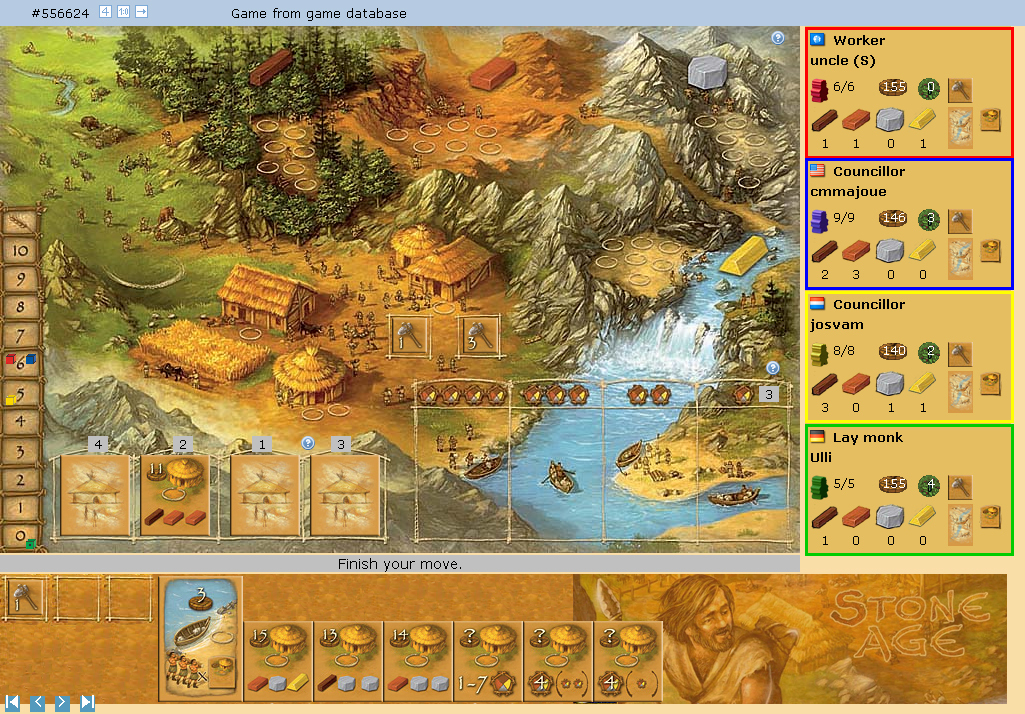 #556624 4 1:0 Game from game database
Worker
uncle (S)
6/6 155 0
1 1 0 1
Councillor
cmmajoue
9/9 146 3
2 3 0 0
Councillor
josvam
8/8 140 2
3 0 1 1
Lay monk
Ulli
5/5 155 4
1 0 0 0
10
9
8
7
6
5
4
3
2
1
0
1 3
3
4 2 1 3
11
Finish your move.
1
3
x
15 13 14 ? ? ?
1-7 4 4
STONE
AGE